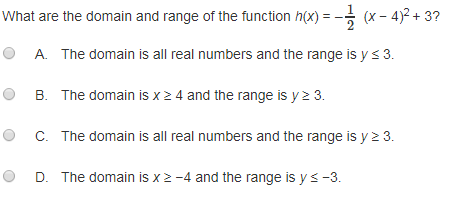 What are the domain and range of the function h(x) = -1/2 (x - 4)² + 3?
A. The domain is all real numbers and the range is y ≤ 3.
B. The domain is x ≥ 4 and the range is y ≥ 3.
C. The domain is all real numbers and the range is y ≥ 3.
D. The domain is x ≥ -4 and the range is y ≤ -3.